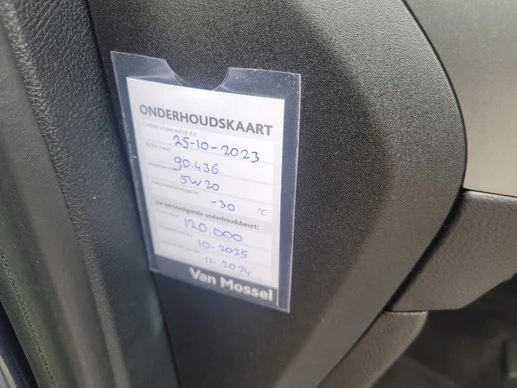 ONDERHOUDSKAART
25-10-2023
90.436
5W20
-30 °C
Uw eerstvolgende onderhoudsbeurt:
120.000
10-2025
11-2024
Van Mossel